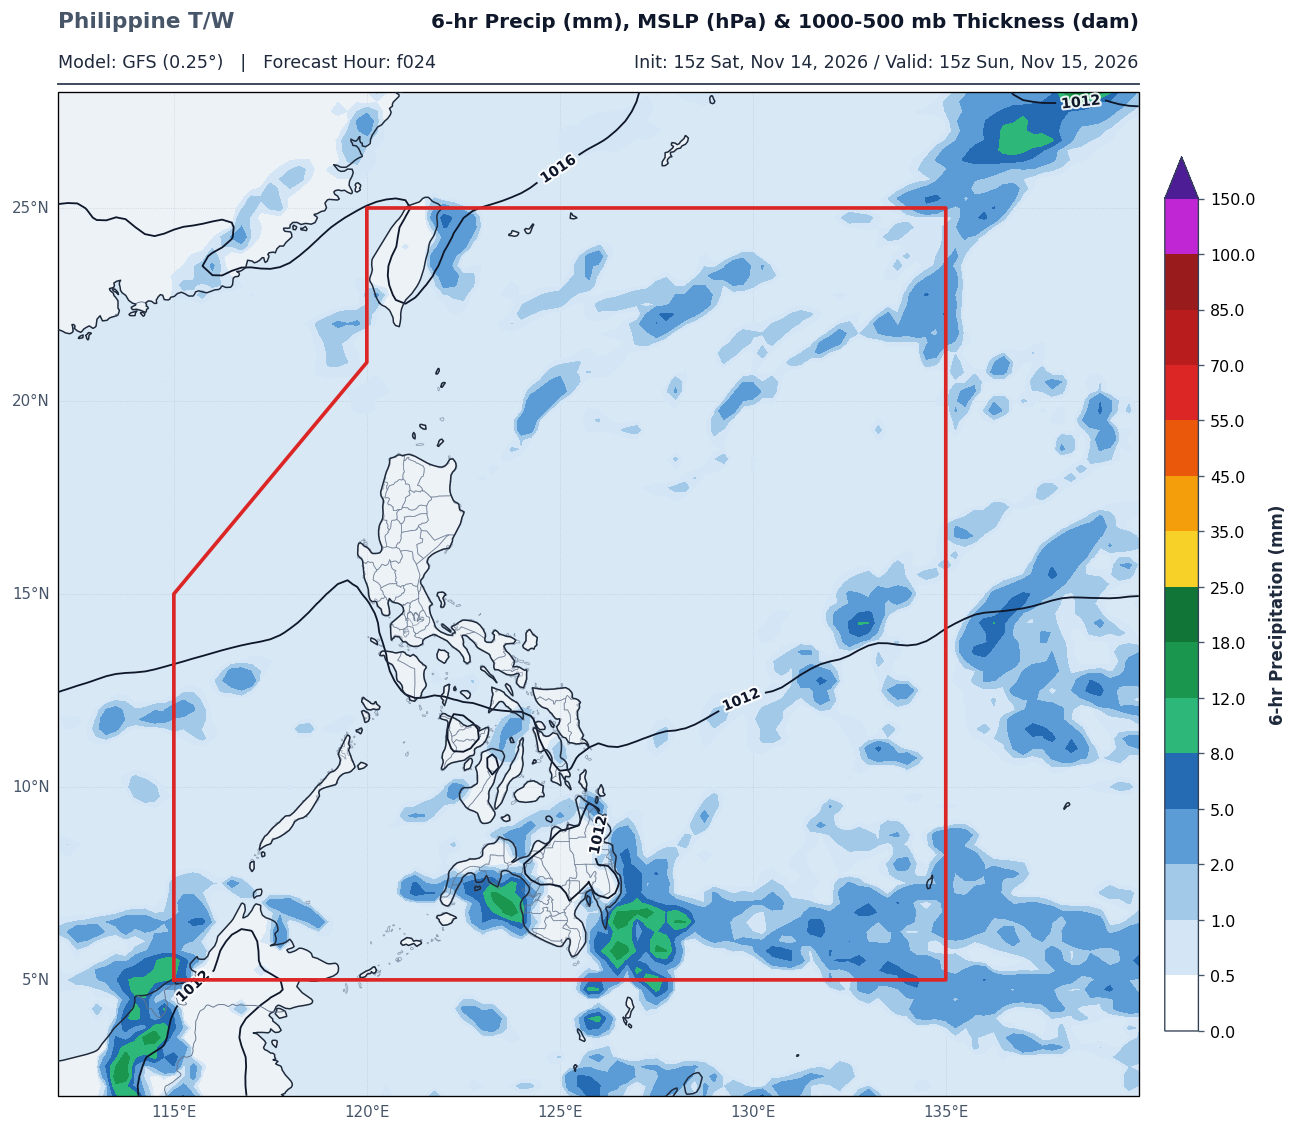 Philippine T/W
6-hr Precip (mm), MSLP (hPa) & 1000-500 mb Thickness (dam)
Model: GFS (0.25°)   |   Forecast Hour: f024
Init: 15z Sat, Nov 14, 2026 / Valid: 15z Sun, Nov 15, 2026
1012
1016
1012
1012
1012
25°N
20°N
15°N
10°N
5°N
115°E
120°E
125°E
130°E
135°E
150.0
100.0
85.0
70.0
55.0
45.0
35.0
25.0
18.0
12.0
8.0
5.0
2.0
1.0
0.5
0.0
6-hr Precipitation (mm)